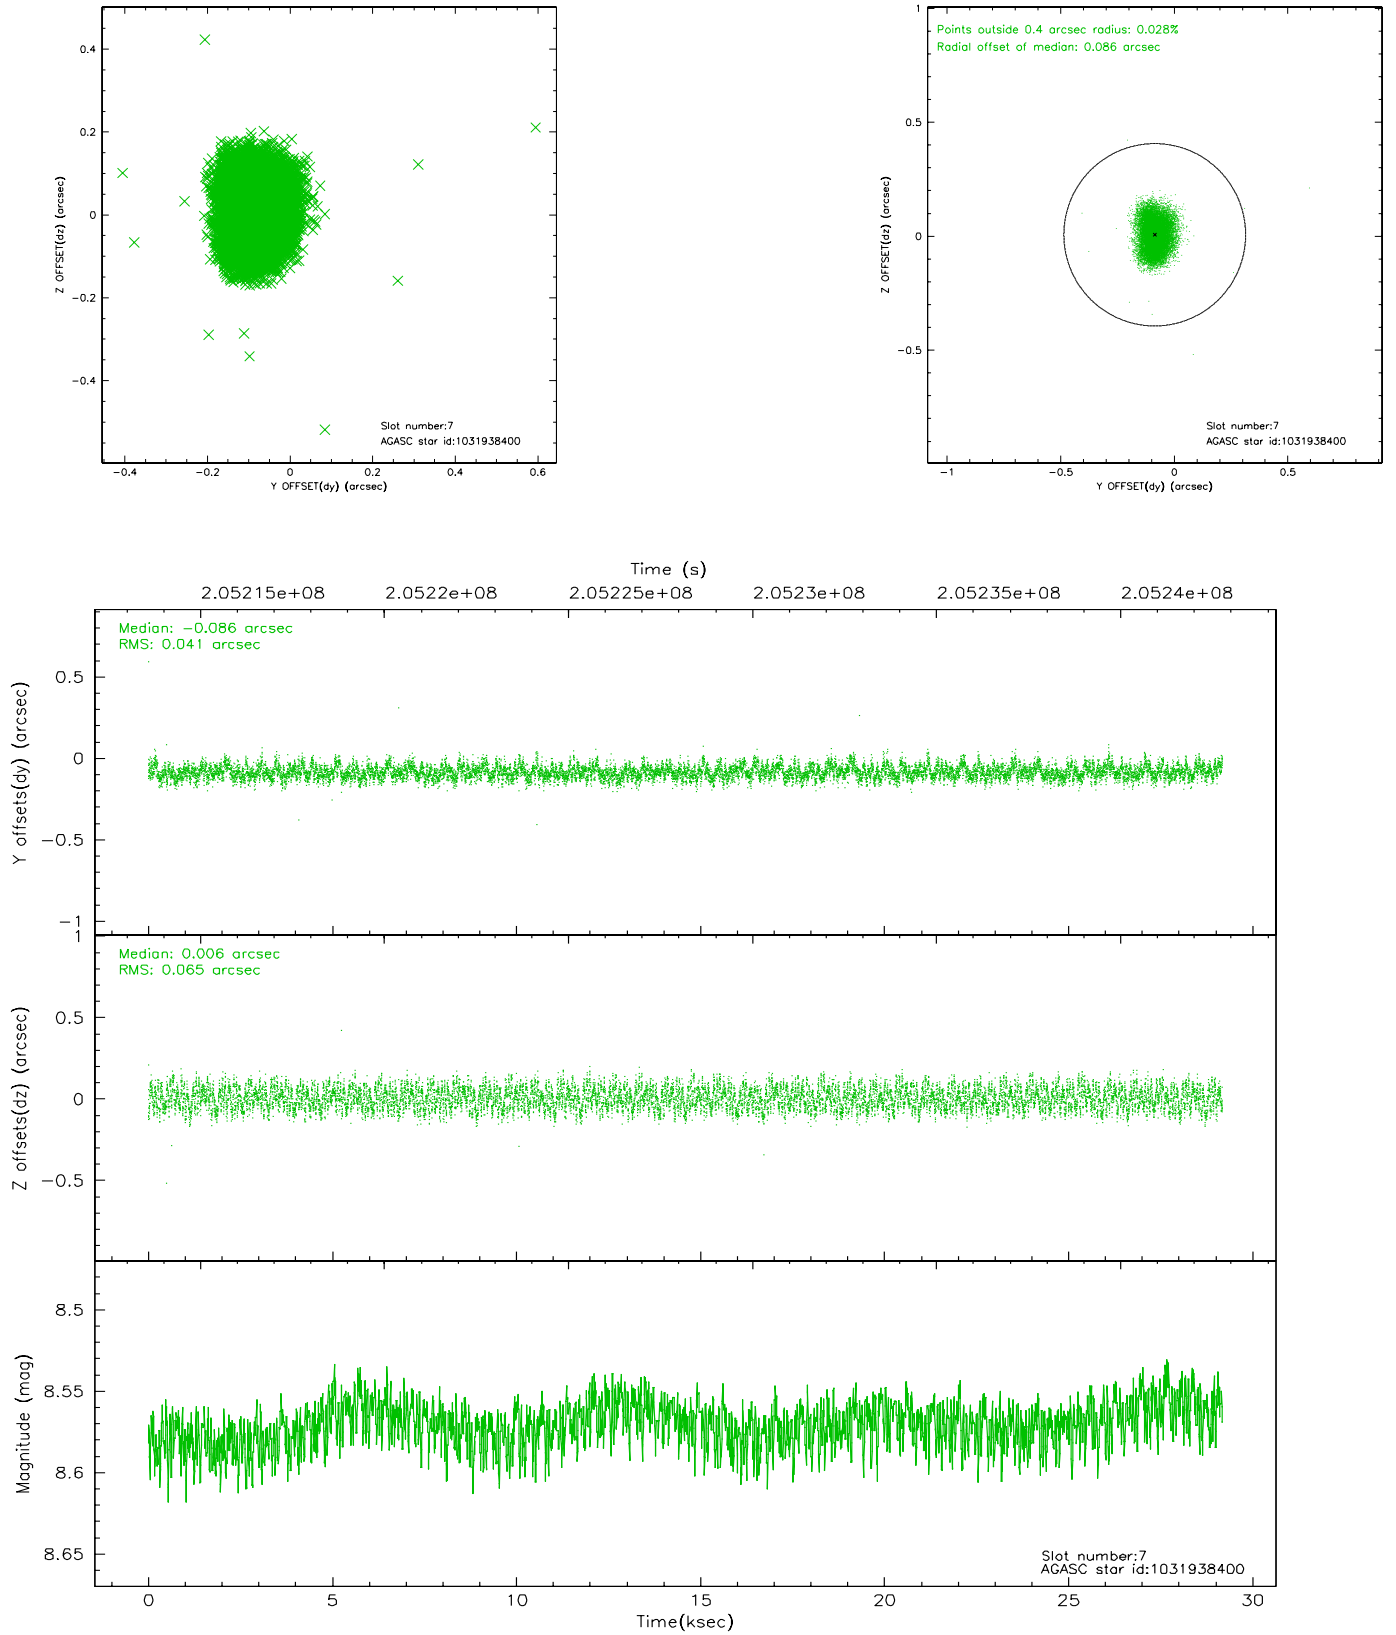 0.4
0.2
0
-0.2
-0.4
Z OFFSET(dz) (arcsec)
-0.4 -0.2 0 0.2 0.4 0.6
Y OFFSET(dy) (arcsec)
Slot number:7
AGASC star id:1031938400
Points outside 0.4 arcsec radius: 0.028%
Radial offset of median: 0.086 arcsec
1
0.5
0
-0.5
Z OFFSET(dz) (arcsec)
-1 -0.5 0 0.5
Y OFFSET(dy) (arcsec)
Slot number:7
AGASC star id:1031938400
Time (s)
2.05215e+08 2.0522e+08 2.05225e+08 2.0523e+08 2.05235e+08 2.0524e+08
Median: -0.086 arcsec
RMS: 0.041 arcsec
0.5
0
-0.5
-1
Y offsets(dy) (arcsec)
Median: 0.006 arcsec
RMS: 0.065 arcsec
1
0.5
0
-0.5
Z offsets(dz) (arcsec)
8.5
8.55
8.6
8.65
Magnitude (mag)
Slot number:7
AGASC star id:1031938400
0 5 10 15 20 25 30
Time(ksec)